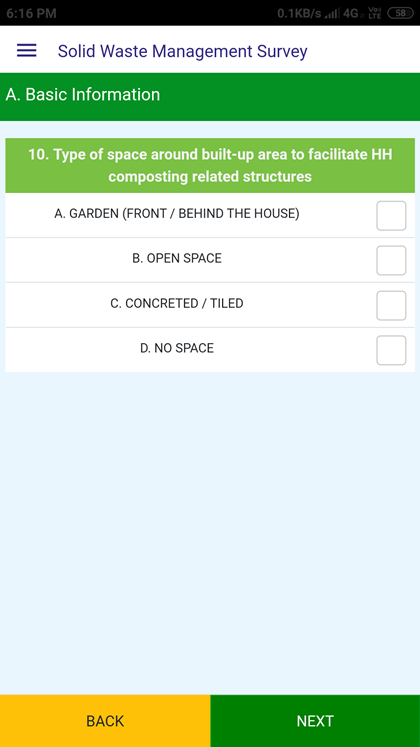 6:16 PM 0.1KB/s 4G Vo) LTE 58
Solid Waste Management Survey
A. Basic Information
10. Type of space around built-up area to facilitate HH
composting related structures
A. GARDEN (FRONT / BEHIND THE HOUSE)
B. OPEN SPACE
C. CONCRETED / TILED
D. NO SPACE
BACK NEXT